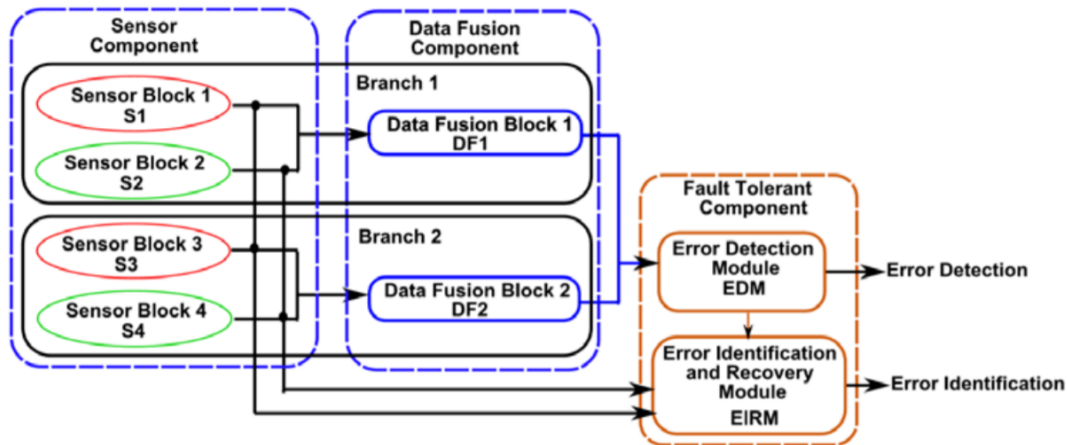 Sensor
Component
Data Fusion
Component
Branch 1
Sensor Block 1
S1
Data Fusion Block 1
DF1
Sensor Block 2
S2
Branch 2
Sensor Block 3
S3
Data Fusion Block 2
DF2
Sensor Block 4
S4
Fault Tolerant
Component
Error Detection
Module
EDM
Error Detection
Error Identification
and Recovery
Module
EIRM
Error Identification